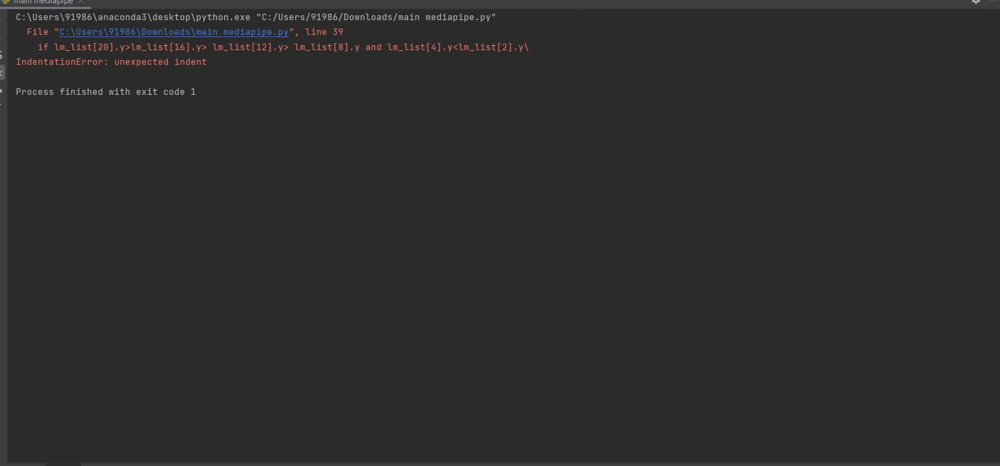 main mediapipe
C:\Users\91986\anaconda3\desktop\python.exe "C:/Users/91986/Downloads/main mediapipe.py"
File "C:\Users\91986\Downloads\main mediapipe.py", line 39
if lm_list[20].y>lm_list[16].y> lm_list[12].y> lm_list[8].y and lm_list[4].y<lm_list[2].y\
IndentationError: unexpected indent
Process finished with exit code 1